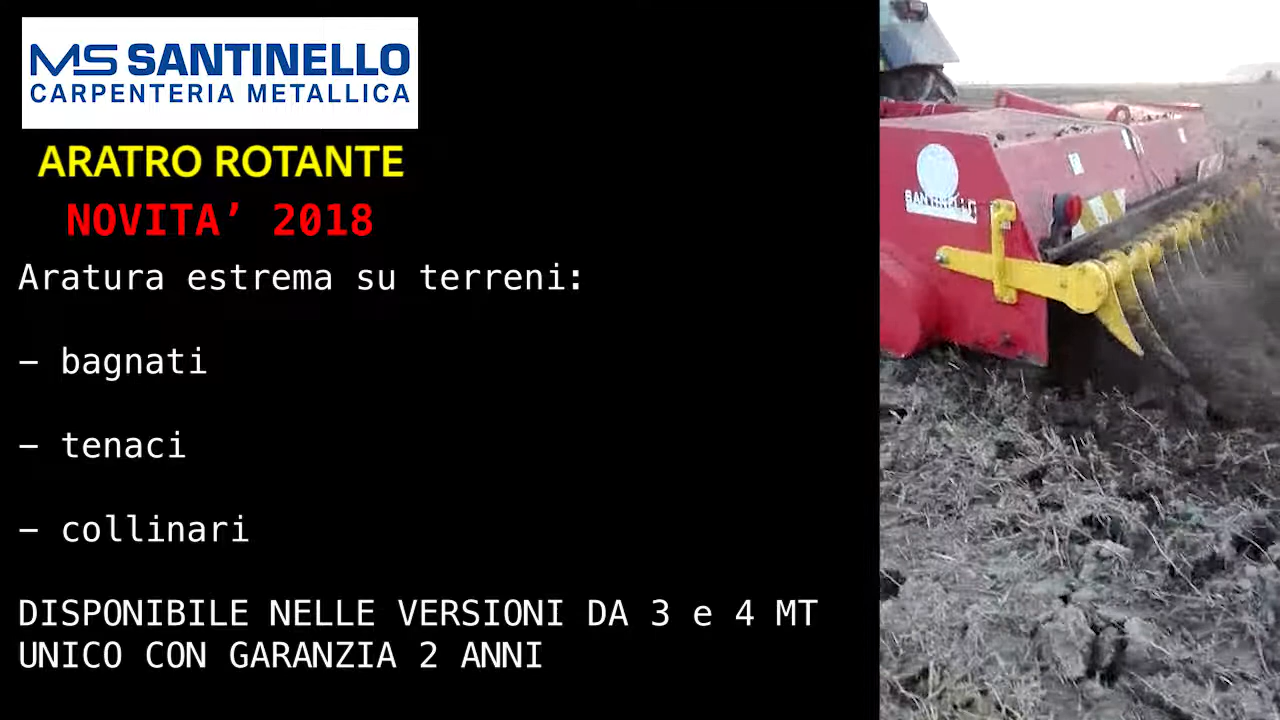 MS SANTINELLO
CARPENTERIA METALLICA
ARATRO ROTANTE
NOVITA’ 2018
Aratura estrema su terreni:
– bagnati
– tenaci
– collinari
DISPONIBILE NELLE VERSIONI DA 3 e 4 MT
UNICO CON GARANZIA 2 ANNI
SANTINELLO